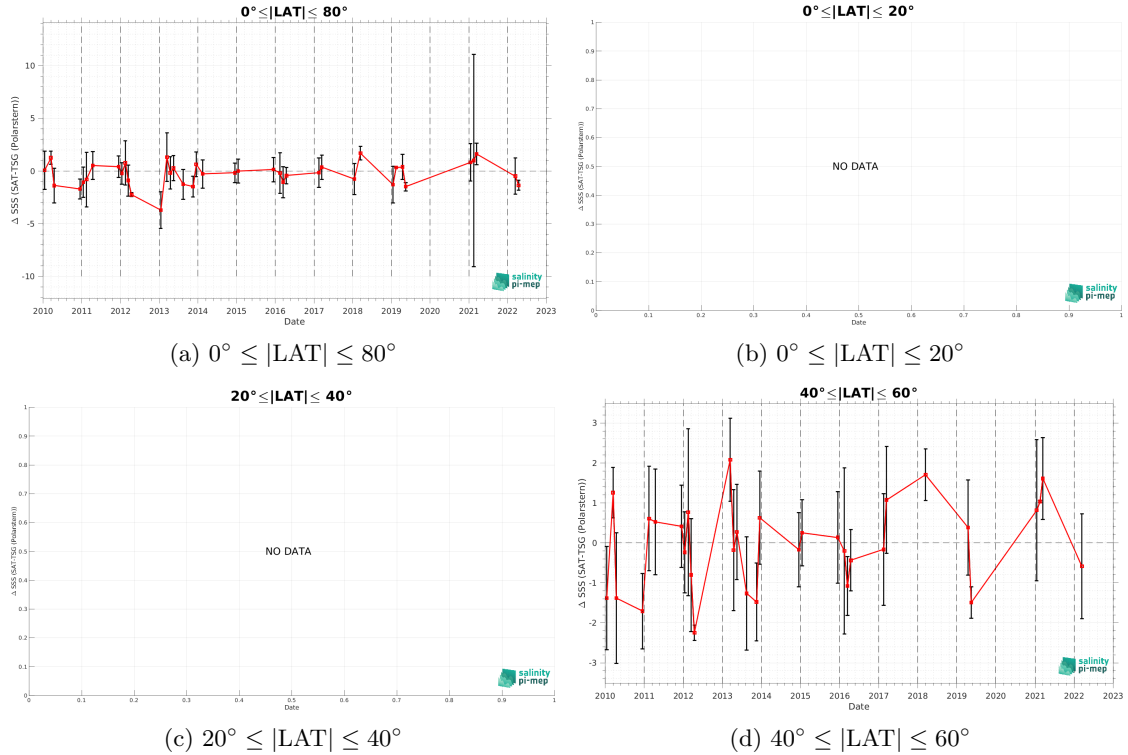 0°≤|LAT|≤ 80°
Δ SSS (SAT-TSG (Polarstern))
10
5
0
-5
-10
2010 2011 2012 2013 2014 2015 2016 2017 2018 2019 2020 2021 2022 2023
Date
salinity
pi-mep
(a) 0° ≤ |LAT| ≤ 80°
0°≤|LAT|≤ 20°
Δ SSS (SAT-TSG (Polarstern))
1
0.9
0.8
0.7
0.6
0.5
0.4
0.3
0.2
0.1
0
NO DATA
0 0.1 0.2 0.3 0.4 0.5 0.6 0.7 0.8 0.9 1
Date
salinity
pi-mep
(b) 0° ≤ |LAT| ≤ 20°
20°≤|LAT|≤ 40°
Δ SSS (SAT-TSG (Polarstern))
1
0.9
0.8
0.7
0.6
0.5
0.4
0.3
0.2
0.1
0
NO DATA
0 0.1 0.2 0.3 0.4 0.5 0.6 0.7 0.8 0.9 1
Date
salinity
pi-mep
(c) 20° ≤ |LAT| ≤ 40°
40°≤|LAT|≤ 60°
Δ SSS (SAT-TSG (Polarstern))
3
2
1
0
-1
-2
-3
2010 2011 2012 2013 2014 2015 2016 2017 2018 2019 2020 2021 2022 2023
Date
salinity
pi-mep
(d) 40° ≤ |LAT| ≤ 60°